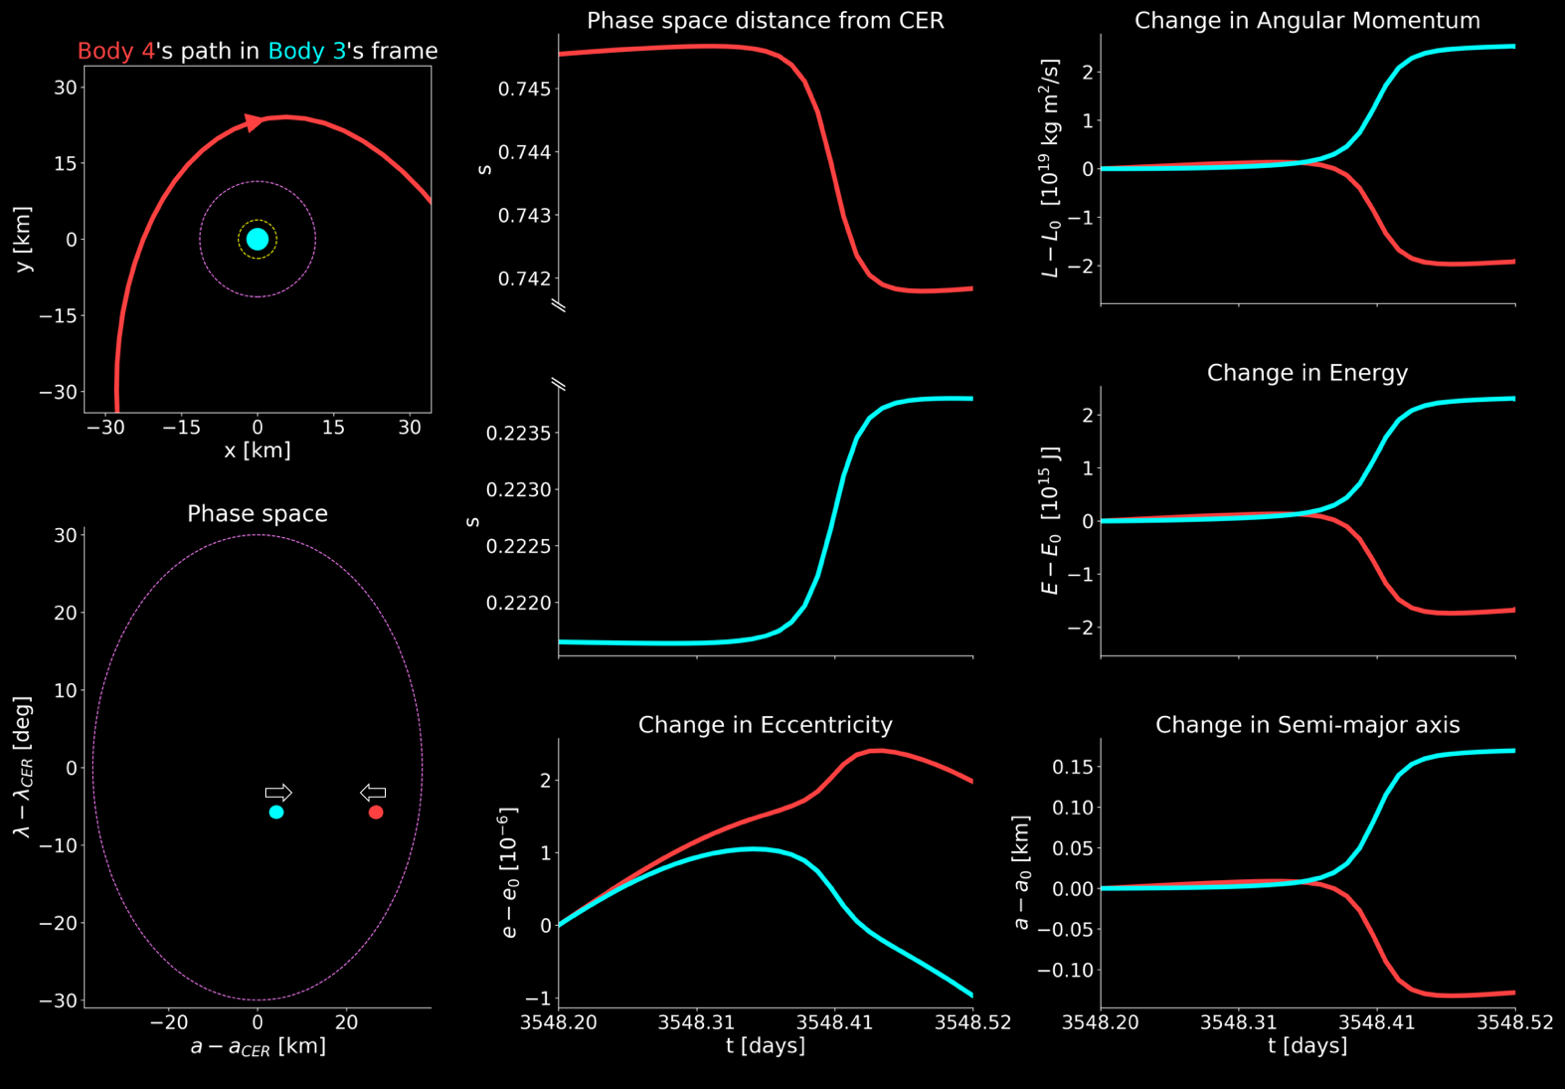 Body 4's path in Body 3's frame
30
15
0
−15
−30
y [km]
−30 −15 0 15 30
x [km]
Phase space
30
20
10
0
−10
−20
−30
λ − λCER [deg]
−20 0 20
a − aCER [km]
Phase space distance from CER
0.745
0.744
0.743
0.742
s
0.2235
0.2230
0.2225
0.2220
s
Change in Eccentricity
2
1
0
−1
e − e0 [10−6]
3548.20 3548.31 3548.41 3548.52
t [days]
Change in Angular Momentum
2
1
0
−1
−2
L − L0 [1019 kg m2/s]
Change in Energy
2
1
0
−1
−2
E − E0 [1015 J]
Change in Semi-major axis
0.15
0.10
0.05
0.00
−0.05
−0.10
a − a0 [km]
3548.20 3548.31 3548.41 3548.52
t [days]